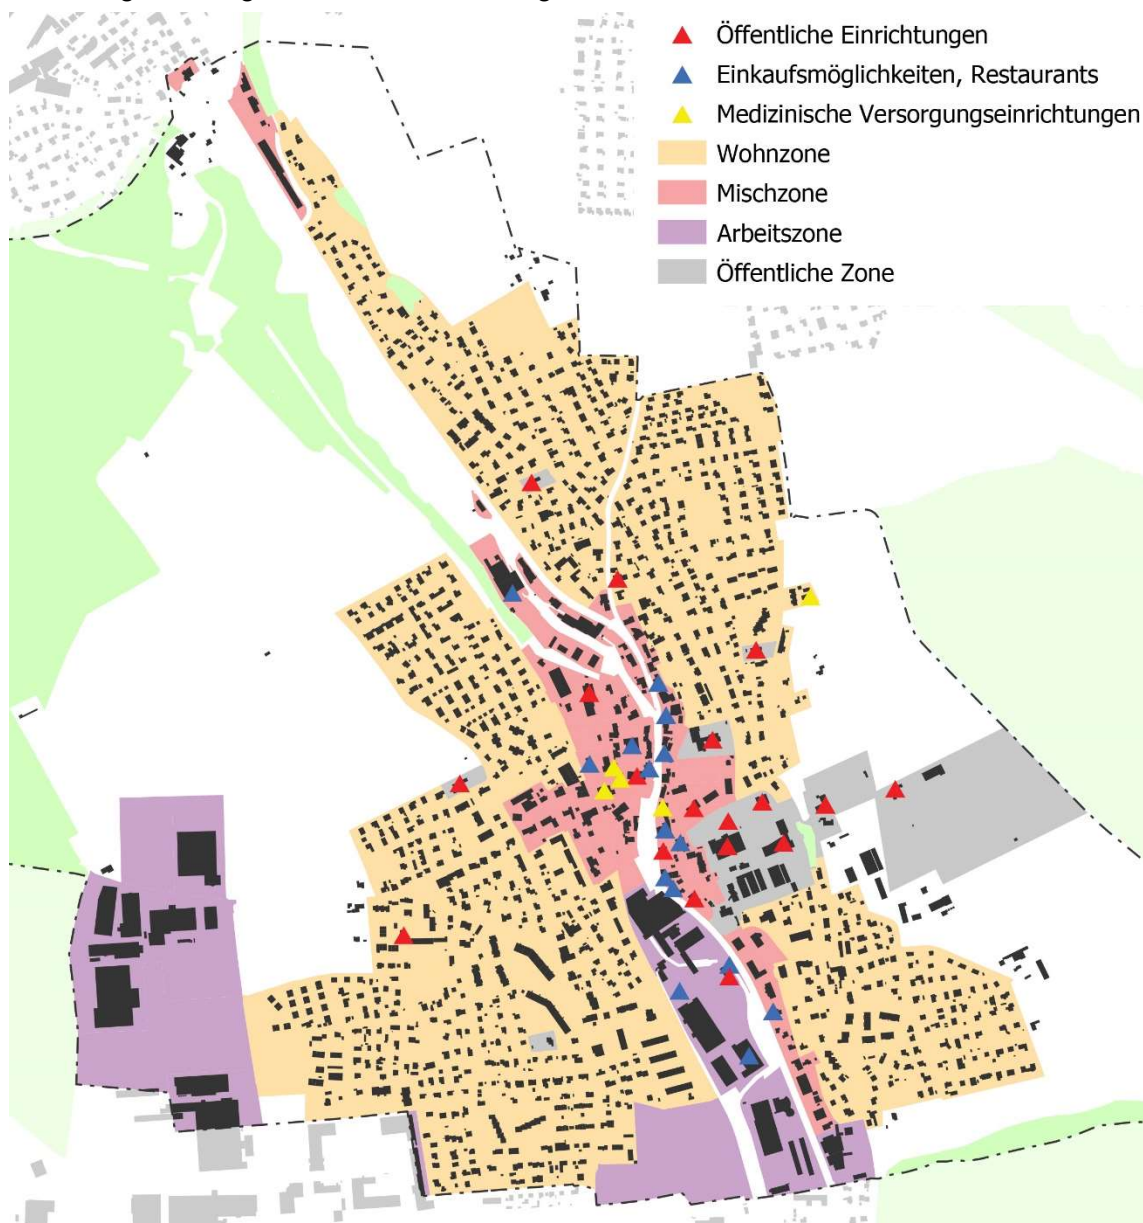 Öffentliche Einrichtungen
Einkaufsmöglichkeiten, Restaurants
Medizinische Versorgungseinrichtungen
Wohnzone
Mischzone
Arbeitszone
Öffentliche Zone